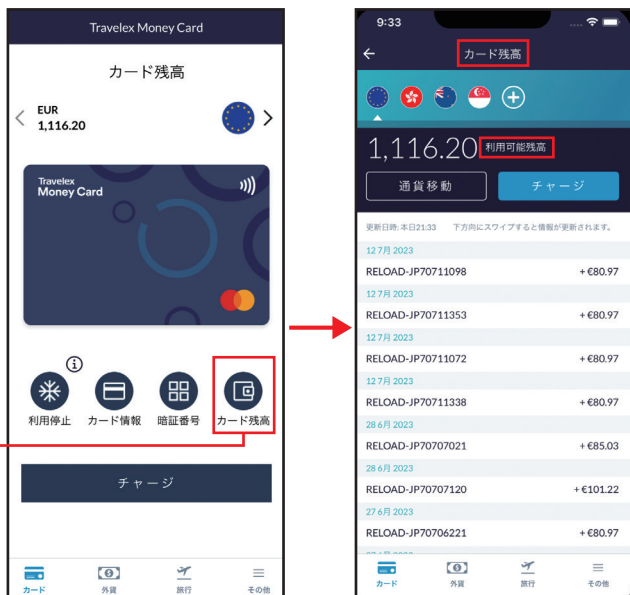 Travelex Money Card
カード残高
EUR
1,116.20
Travelex
Money Card
利用停止
カード情報
暗証番号
カード残高
チャージ
カード
外貨
旅行
その他
9:33
カード残高
1,116.20 利用可能残高
通貨移動
チャージ
更新日時: 本日21:33 下方向にスワイプすると情報が更新されます。
12 7月 2023
RELOAD-JP70711098 + €80.97
12 7月 2023
RELOAD-JP70711353 + €80.97
12 7月 2023
RELOAD-JP70711072 + €80.97
12 7月 2023
RELOAD-JP70711338 + €80.97
28 6月 2023
RELOAD-JP70707021 + €85.03
28 6月 2023
RELOAD-JP70707120 + €101.22
27 6月 2023
RELOAD-JP70706221 + €80.97
カード
外貨
旅行
その他